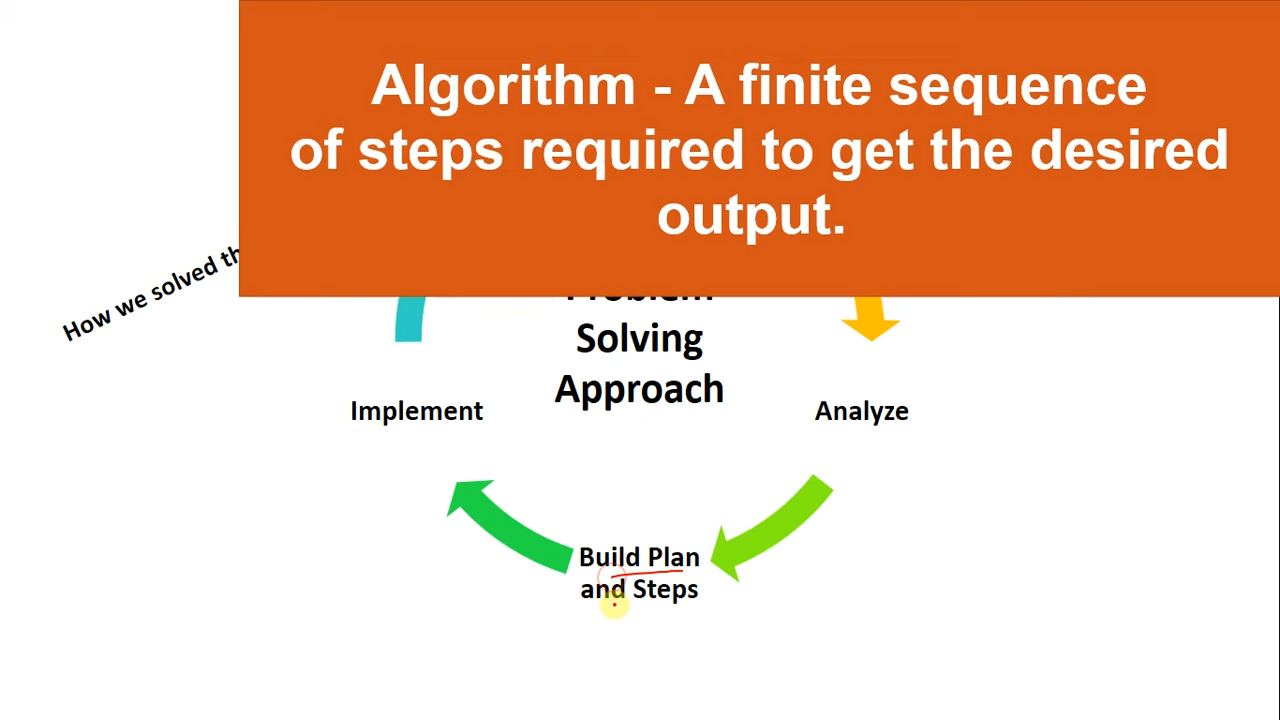 Algorithm - A finite sequence
of steps required to get the desired
output.
How we solved th
Problem
Solving
Approach
Implement
Analyze
Build Plan
and Steps